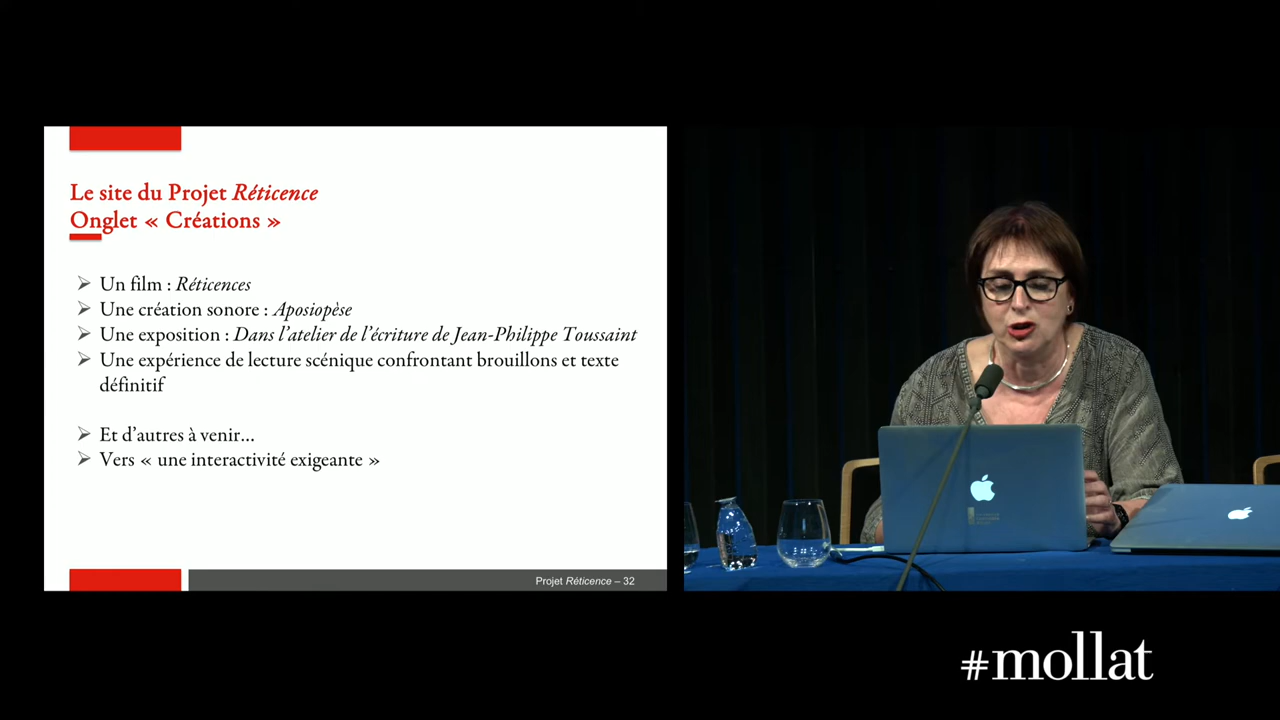 Le site du Projet Réticence
Onglet « Créations »
Un film : Réticences
Une création sonore : Aposiopèse
Une exposition : Dans l’atelier de l’écriture de Jean-Philippe Toussaint
Une expérience de lecture scénique confrontant brouillons et texte
définitif
Et d’autres à venir...
Vers « une interactivité exigeante »
Projet Réticence – 32
#mollat